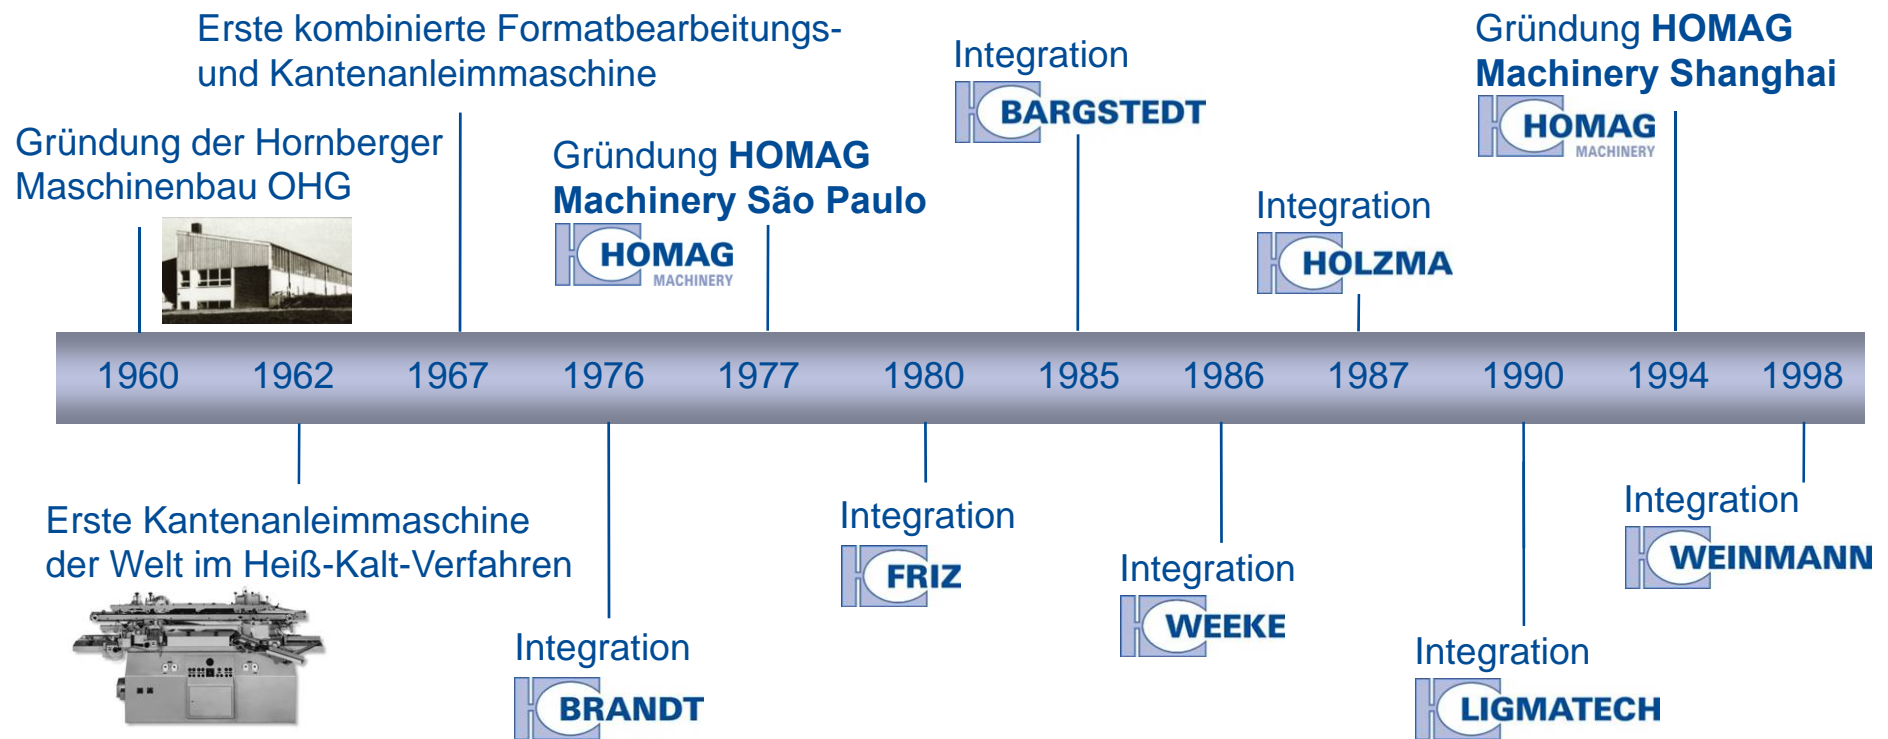 Erste kombinierte Formatbearbeitungs-
und Kantenanleimmaschine
Gründung der Hornberger
Maschinenbau OHG
Gründung HOMAG
Machinery São Paulo
HOMAG
MACHINERY
Integration
BARGSTEDT
Integration
HOLZMA
Gründung HOMAG
Machinery Shanghai
HOMAG
MACHINERY
1960 1962 1967 1976 1977 1980 1985 1986 1987 1990 1994 1998
Erste Kantenanleimmaschine
der Welt im Heiß-Kalt-Verfahren
Integration
BRANDT
Integration
FRIZ
Integration
WEEKE
Integration
LIGMATECH
Integration
WEINMANN